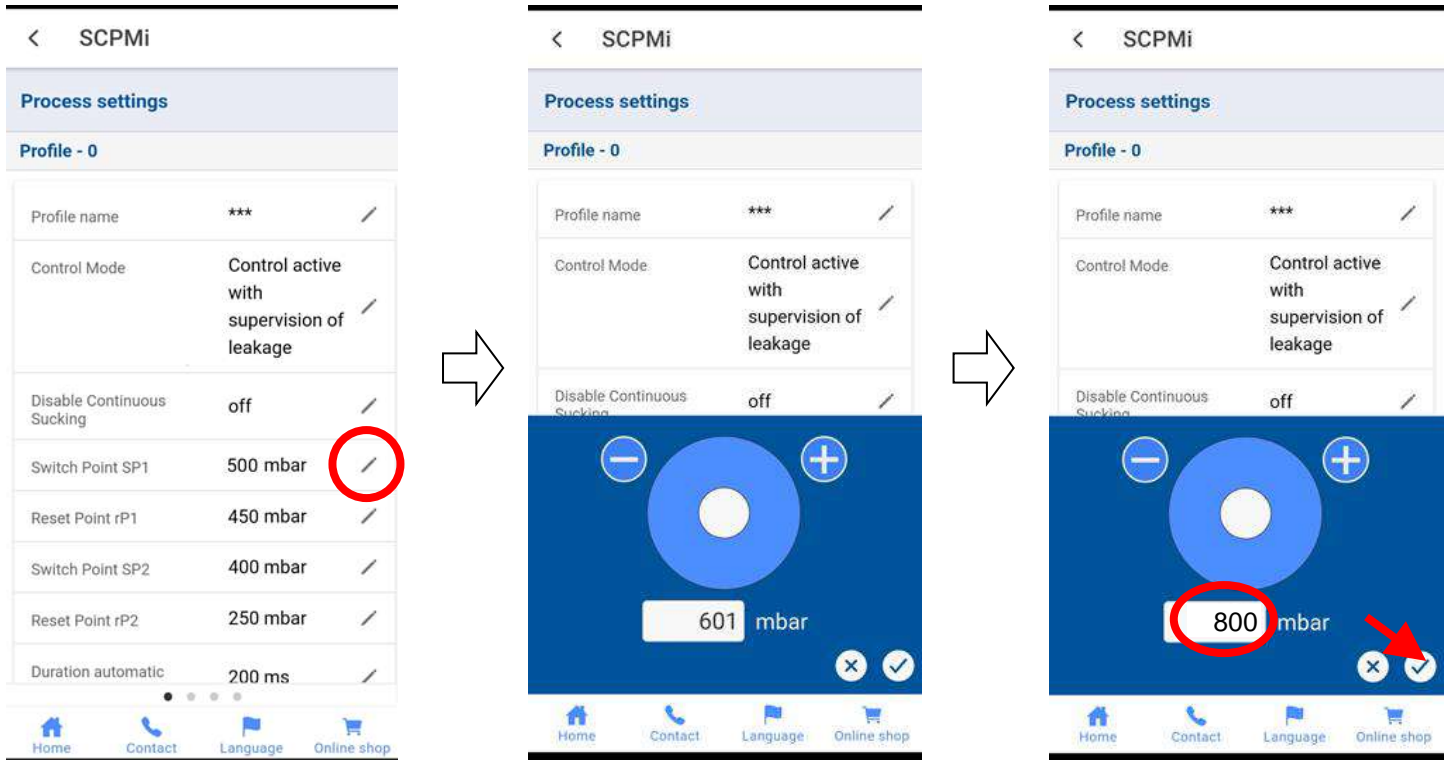 SCPMi
Process settings
Profile - 0
Profile name ***
Control Mode Control active
with
supervision of
leakage
Disable Continuous
Sucking off
Switch Point SP1 500 mbar
Reset Point rP1 450 mbar
Switch Point SP2 400 mbar
Reset Point rP2 250 mbar
Duration automatic 200 ms
Home Contact Language Online shop
SCPMi
Process settings
Profile - 0
Profile name ***
Control Mode Control active
with
supervision of
leakage
Disable Continuous
Sucking off
601 mbar
Home Contact Language Online shop
SCPMi
Process settings
Profile - 0
Profile name ***
Control Mode Control active
with
supervision of
leakage
Disable Continuous
Sucking off
800 mbar
Home Contact Language Online shop